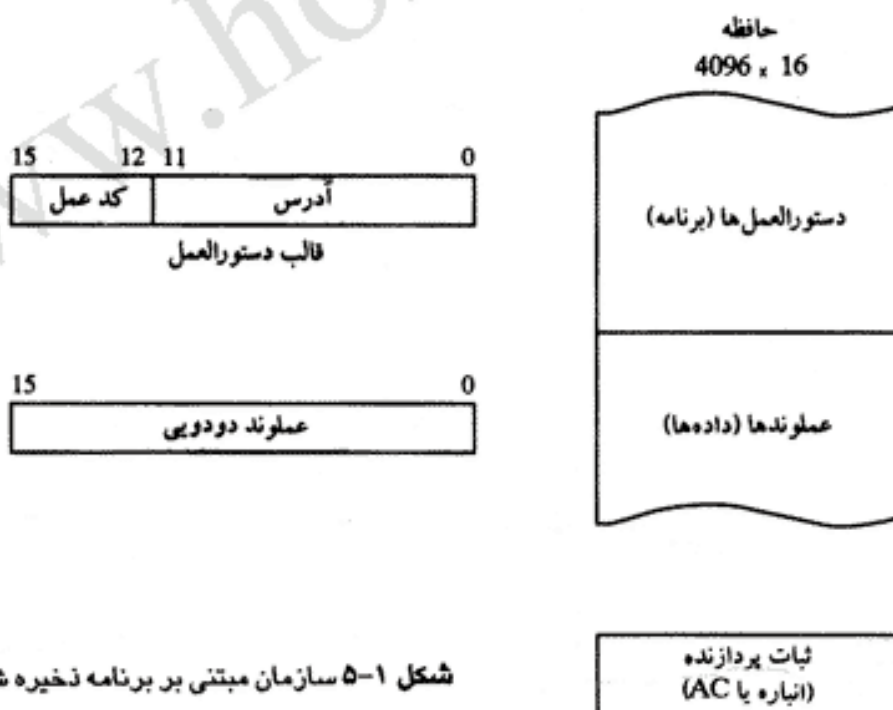 حافظه
4096 x 16
15 12 11 0
کد عمل آدرس
قالب دستورالعمل
دستورالعمل‌ها (برنامه)
15 0
عملوند دودویی
عملوندها (داده‌ها)
شکل ۱-۵ سازمان مبتنی بر برنامه ذخیره
ثبات پردازنده
(انباره یا AC)